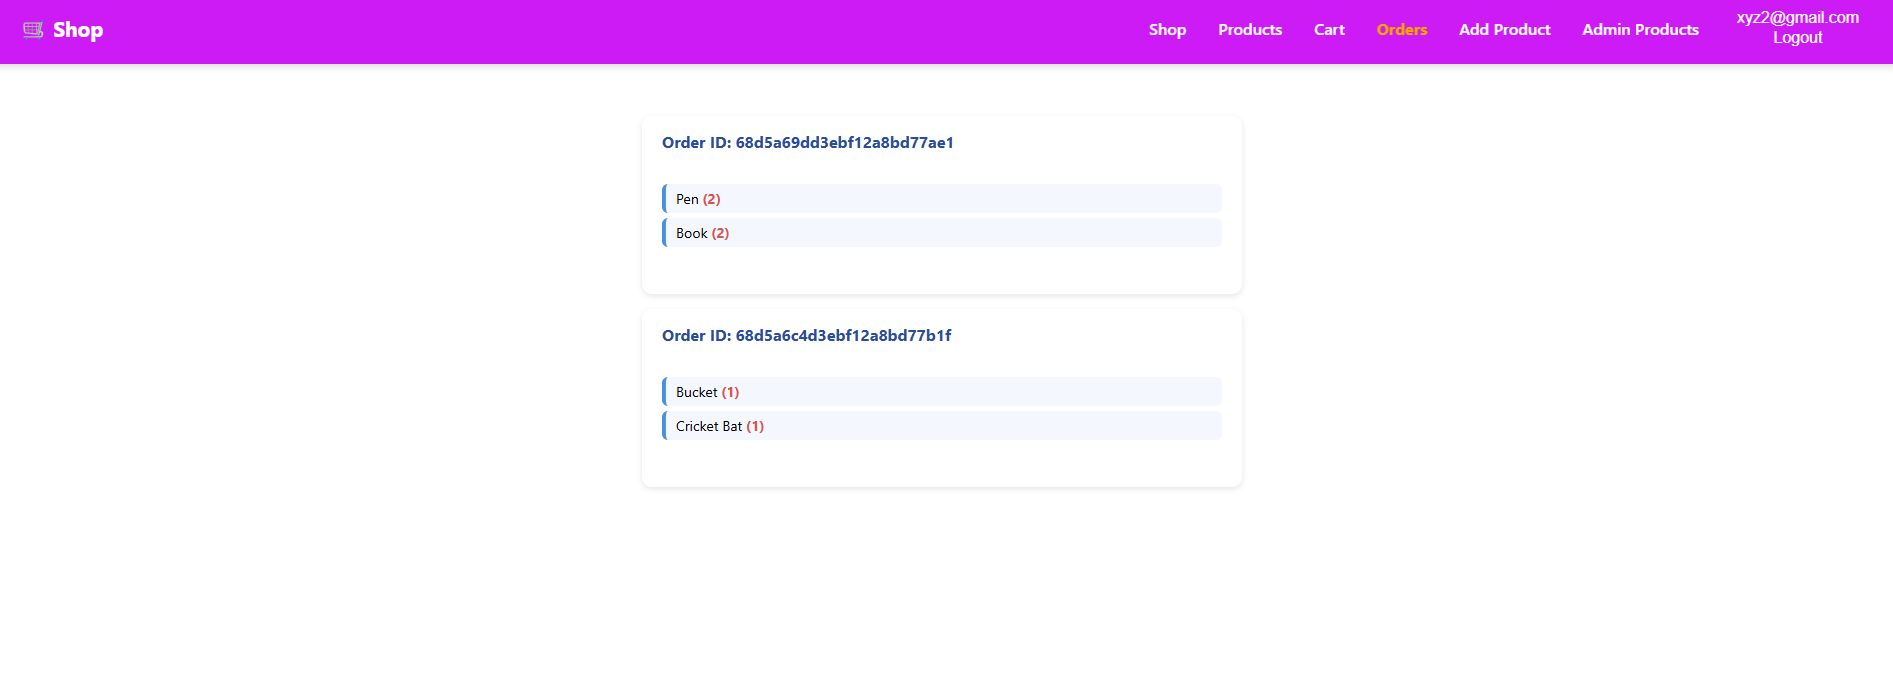 Shop
Shop Products Cart Orders Add Product Admin Products
xyz2@gmail.com
Logout
Order ID: 68d5a69dd3ebf12a8bd77ae1
Pen (2)
Book (2)
Order ID: 68d5a6c4d3ebf12a8bd77b1f
Bucket (1)
Cricket Bat (1)